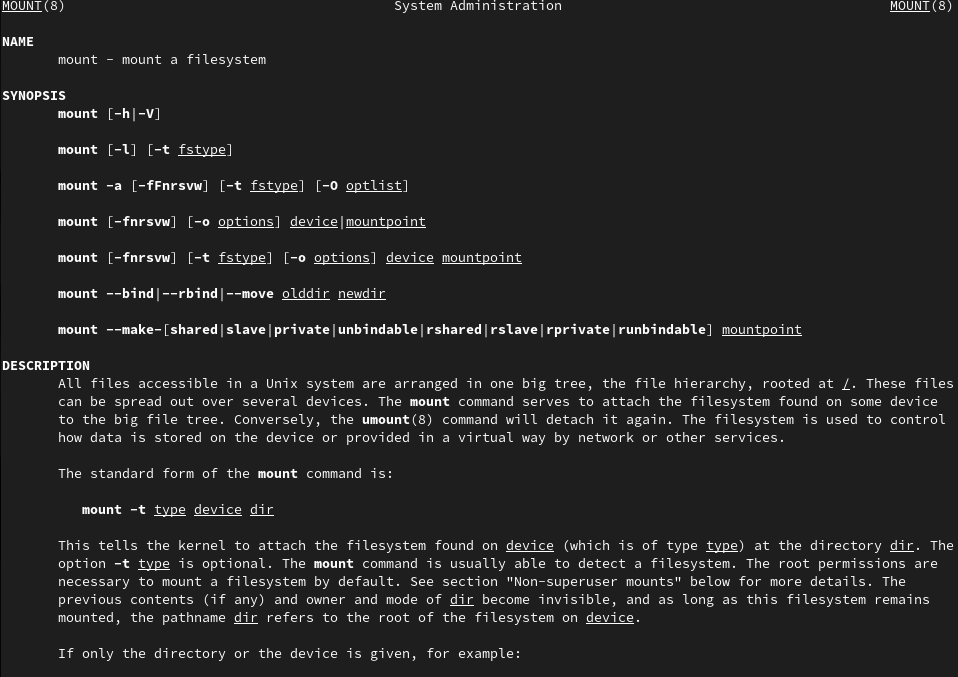 MOUNT(8) System Administration MOUNT(8)
NAME
mount - mount a filesystem
SYNOPSIS
mount [-h|-V]
mount [-l] [-t fstype]
mount -a [-fFnrsvw] [-t fstype] [-O optlist]
mount [-fnrsvw] [-o options] device|mountpoint
mount [-fnrsvw] [-t fstype] [-o options] device mountpoint
mount --bind|--rbind|--move olddir newdir
mount --make-[shared|slave|private|unbindable|rshared|rslave|rprivate|runbindable] mountpoint
DESCRIPTION
All files accessible in a Unix system are arranged in one big tree, the file hierarchy, rooted at /. These files
can be spread out over several devices. The mount command serves to attach the filesystem found on some device
to the big file tree. Conversely, the umount(8) command will detach it again. The filesystem is used to control
how data is stored on the device or provided in a virtual way by network or other services.
The standard form of the mount command is:
mount -t type device dir
This tells the kernel to attach the filesystem found on device (which is of type type) at the directory dir. The
option -t type is optional. The mount command is usually able to detect a filesystem. The root permissions are
necessary to mount a filesystem by default. See section "Non-superuser mounts" below for more details. The
previous contents (if any) and owner and mode of dir become invisible, and as long as this filesystem remains
mounted, the pathname dir refers to the root of the filesystem on device.
If only the directory or the device is given, for example: